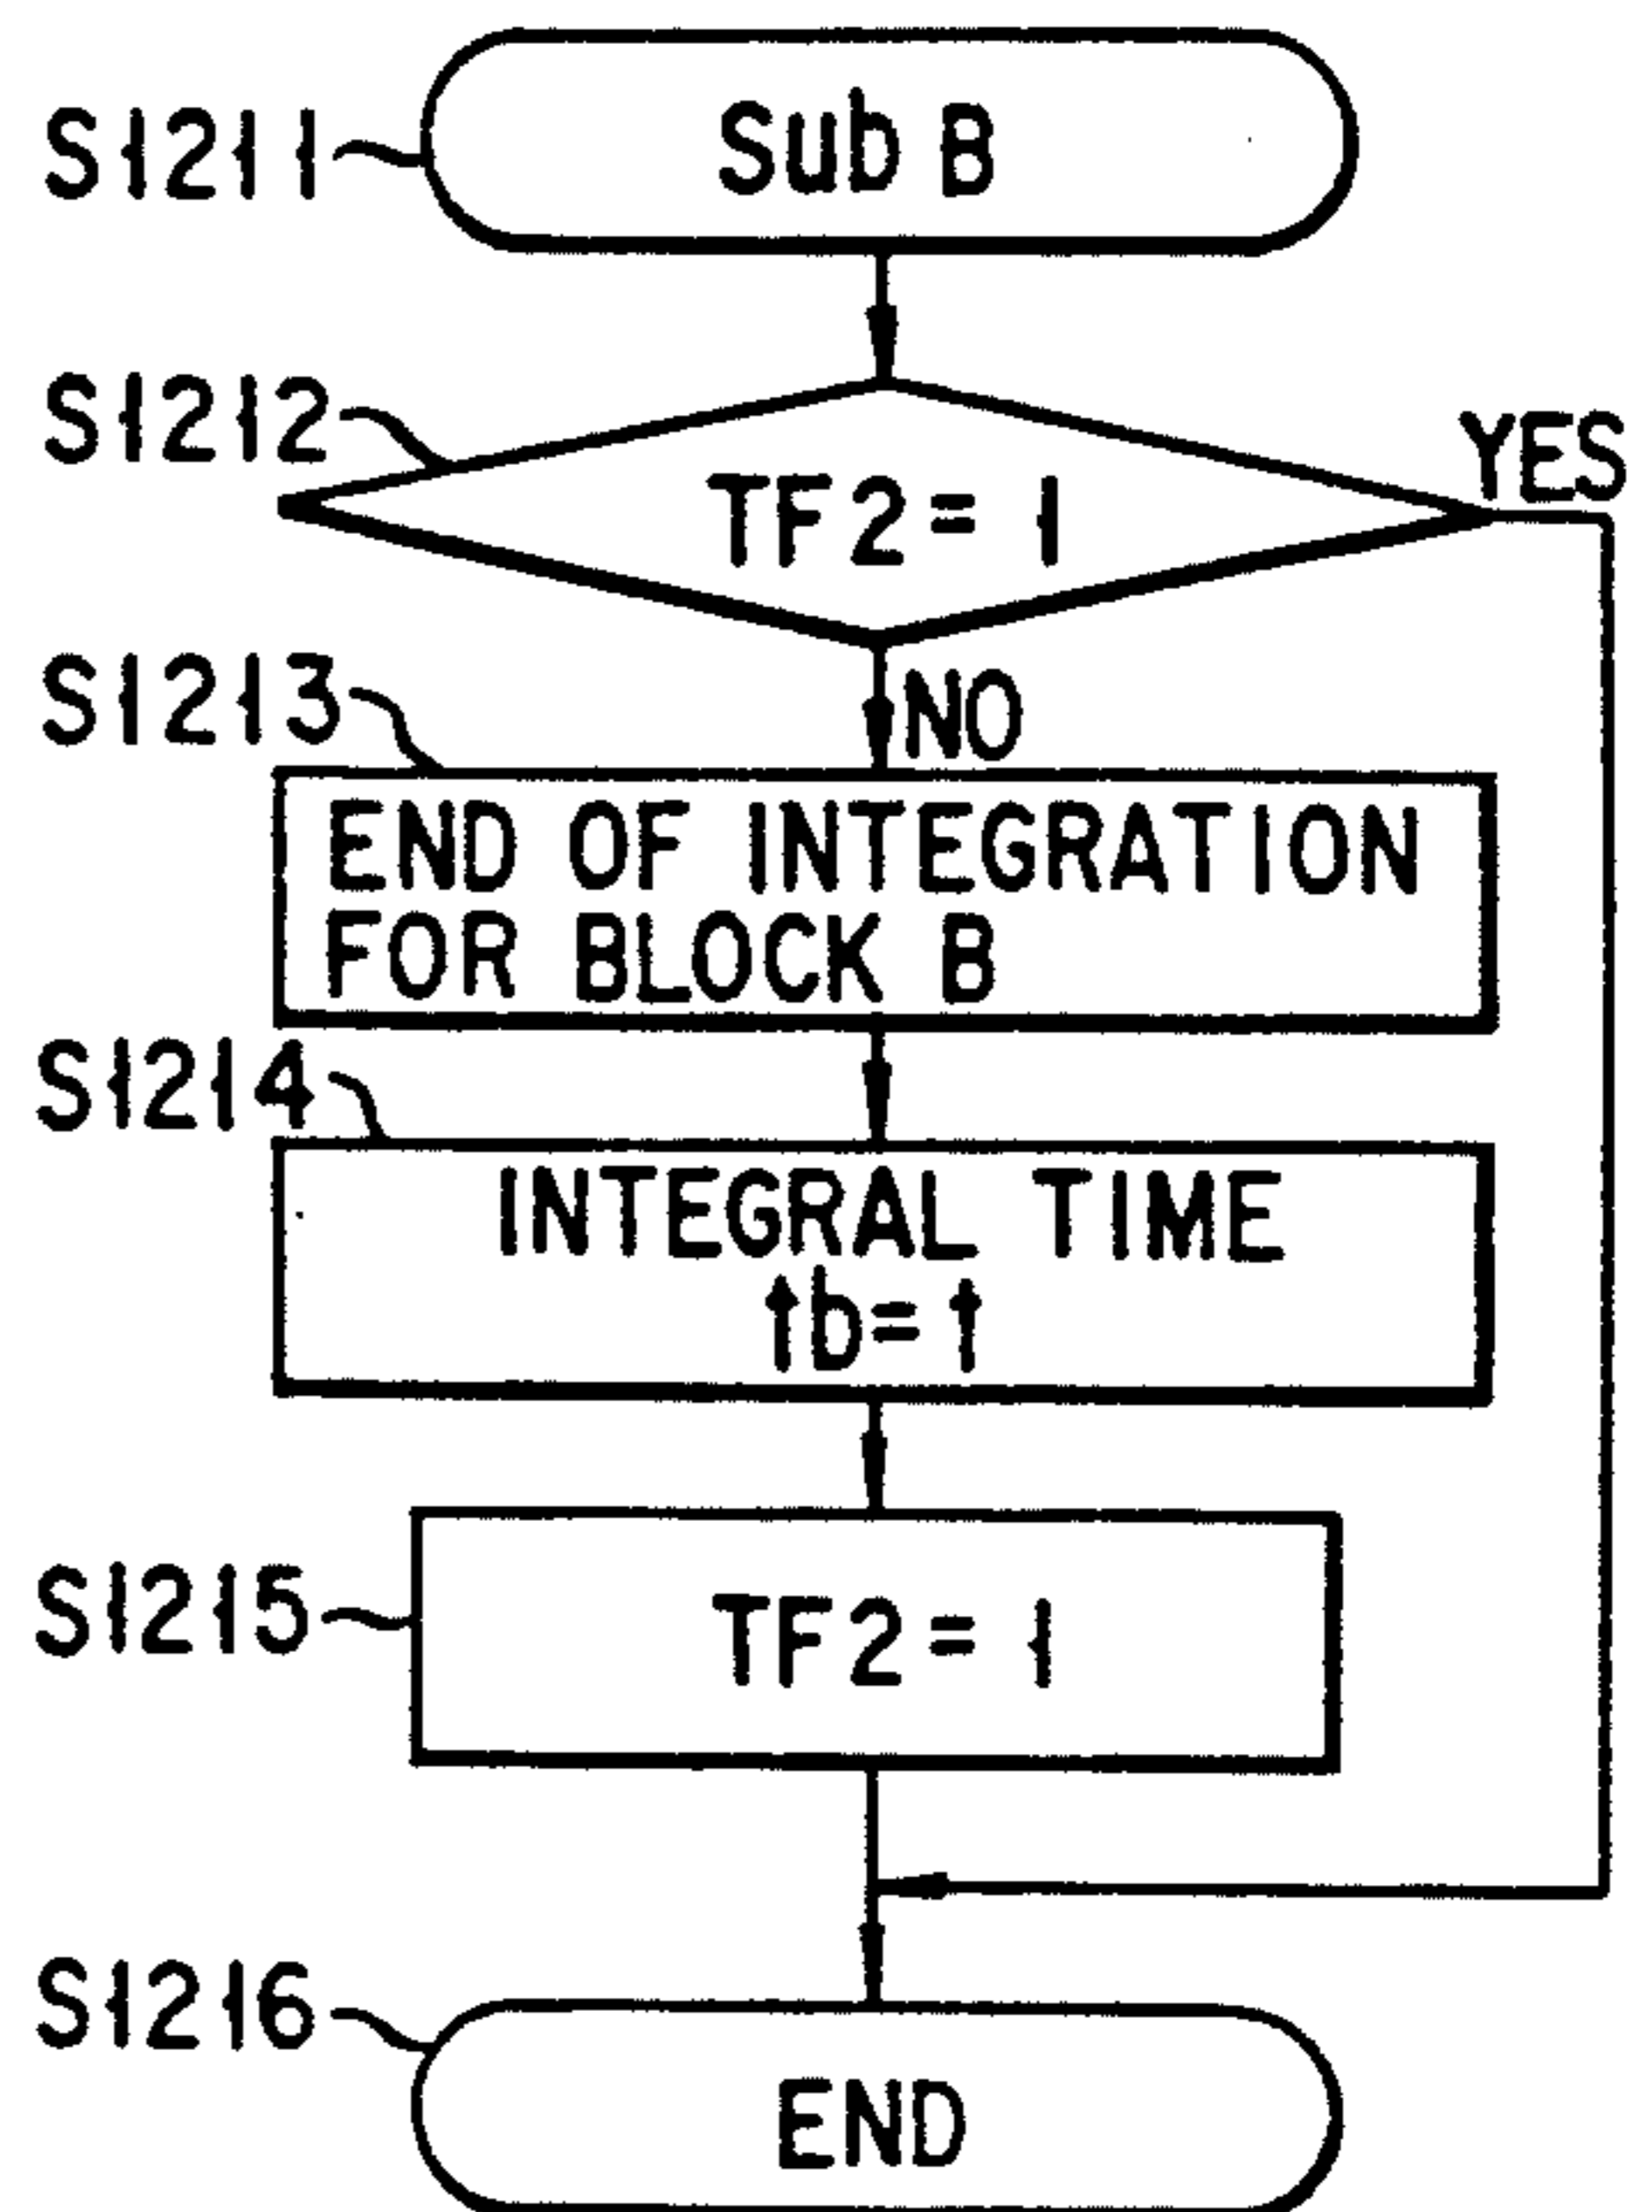 S1211
Sub B
S1212
TF2= 1
YES
NO
S1213
END OF INTEGRATION
FOR BLOCK B
S1214
INTEGRAL TIME
tb=t
S1215
TF2= 1
S1216
END